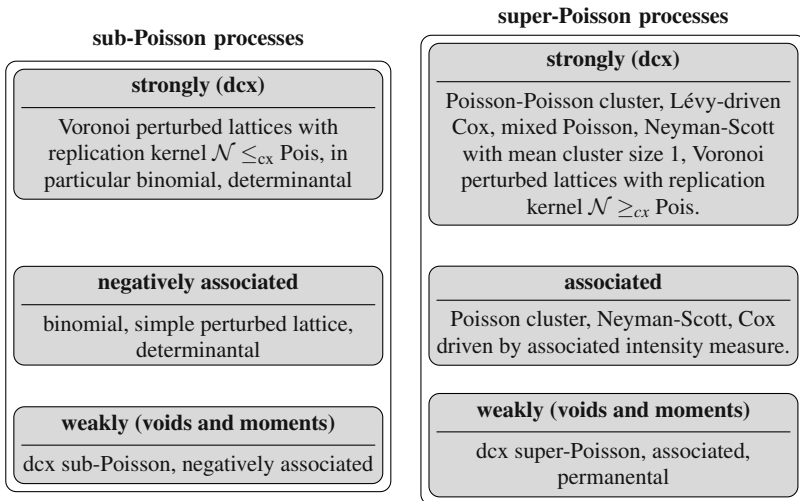 sub-Poisson processes
strongly (dcx)
Voronoi perturbed lattices with
replication kernel 𝒩 ≤cx Pois, in
particular binomial, determinantal
negatively associated
binomial, simple perturbed lattice,
determinantal
weakly (voids and moments)
dcx sub-Poisson, negatively associated
super-Poisson processes
strongly (dcx)
Poisson-Poisson cluster, Lévy-driven
Cox, mixed Poisson, Neyman-Scott
with mean cluster size 1, Voronoi
perturbed lattices with replication
kernel 𝒩 ≥cx Pois.
associated
Poisson cluster, Neyman-Scott, Cox
driven by associated intensity measure.
weakly (voids and moments)
dcx super-Poisson, associated,
permanental